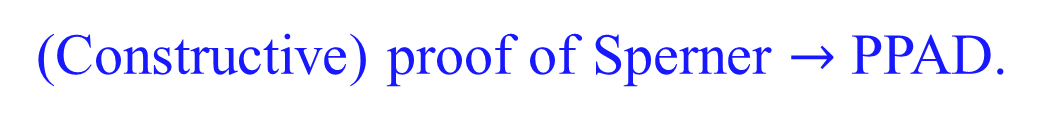 (Constructive) proof of Sperner → PPAD.